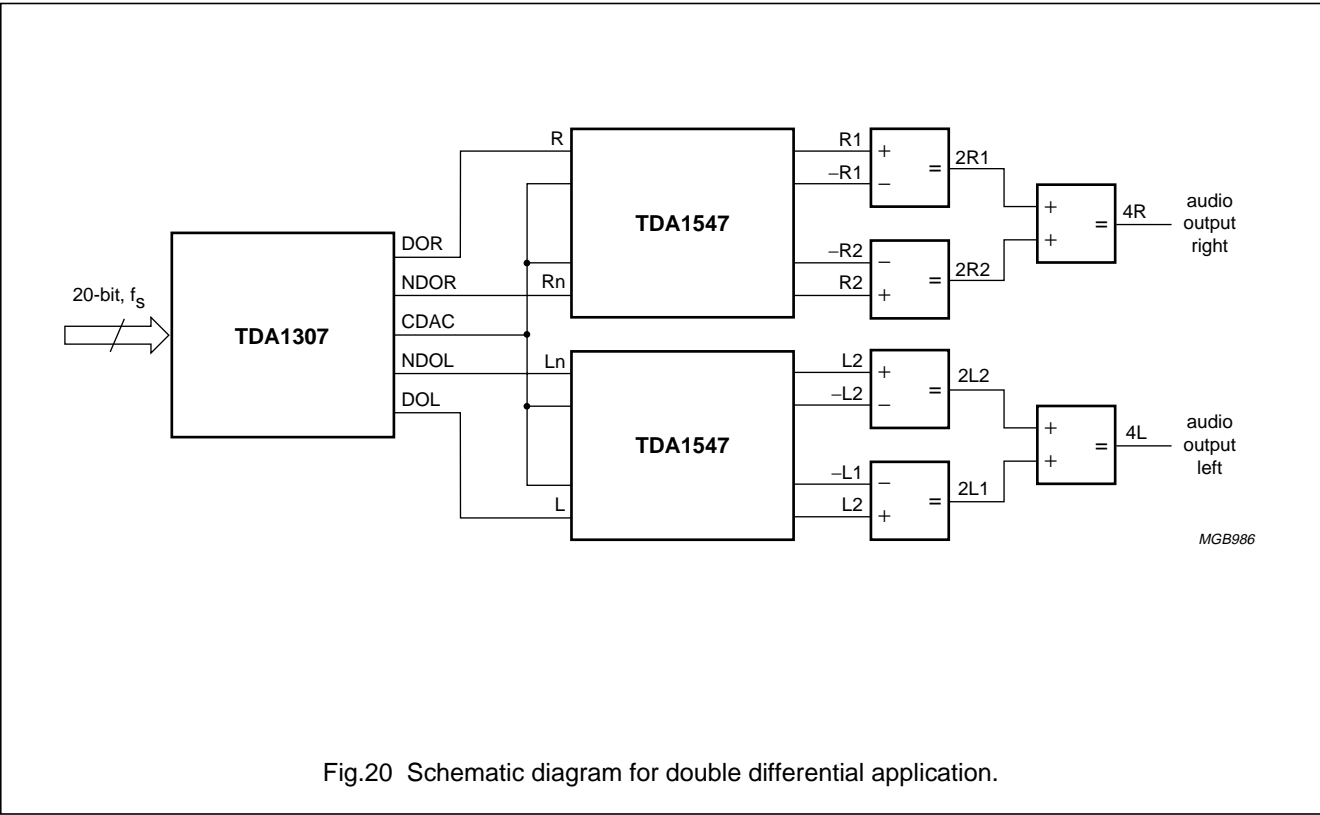 R
R1
+
2R1
=
−R1
−
TDA1547
+
4R
=
+
audio
output
right
DOR
−R2
−
2R2
=
NDOR
Rn
R2
+
20-bit, fS
CDAC
TDA1307
NDOL
Ln
L2
+
2L2
=
DOL
−L2
−
TDA1547
+
4L
=
+
audio
output
left
−L1
−
2L1
=
L
L2
+
MGB986
Fig.20 Schematic diagram for double differential application.